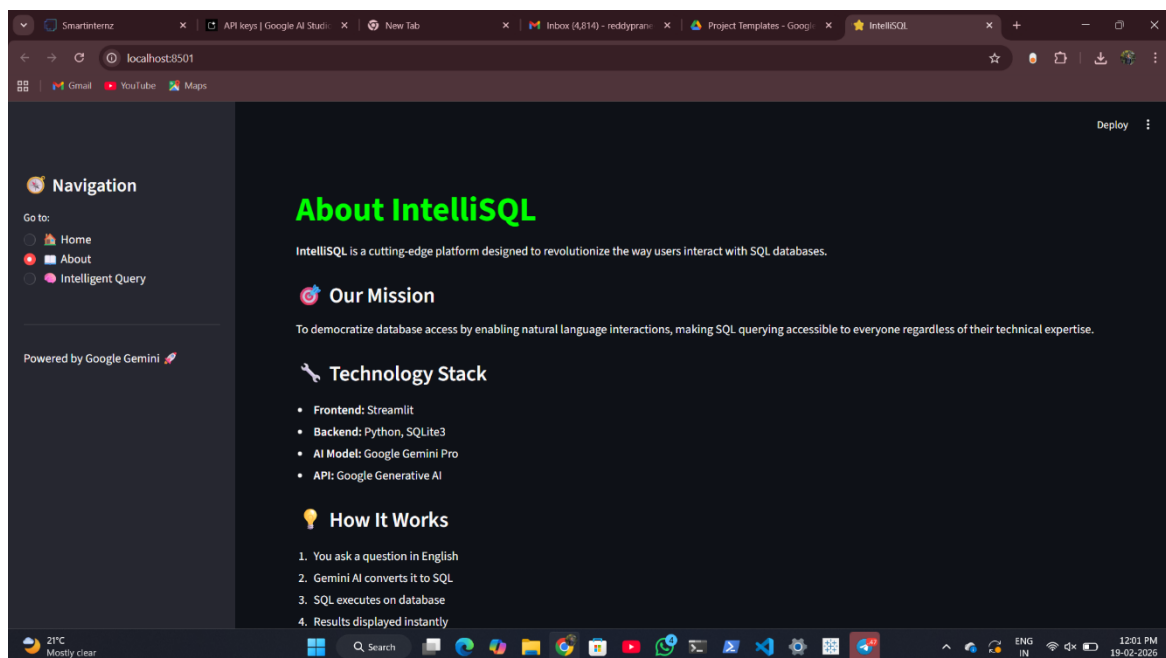 Smartinternz
API keys | Google AI Studio
New Tab
Inbox (4,814) - reddyprane
Project Templates - Google
IntelliSQL
localhost:8501
Gmail
YouTube
Maps
Deploy
Navigation
Go to:
Home
About
Intelligent Query
Powered by Google Gemini
About IntelliSQL
IntelliSQL is a cutting-edge platform designed to revolutionize the way users interact with SQL databases.
Our Mission
To democratize database access by enabling natural language interactions, making SQL querying accessible to everyone regardless of their technical expertise.
Technology Stack
• Frontend: Streamlit
• Backend: Python, SQLite3
• AI Model: Google Gemini Pro
• API: Google Generative AI
How It Works
1. You ask a question in English
2. Gemini AI converts it to SQL
3. SQL executes on database
4. Results displayed instantly
21°C
Mostly clear
Search
ENG
IN
12:01 PM
19-02-2026